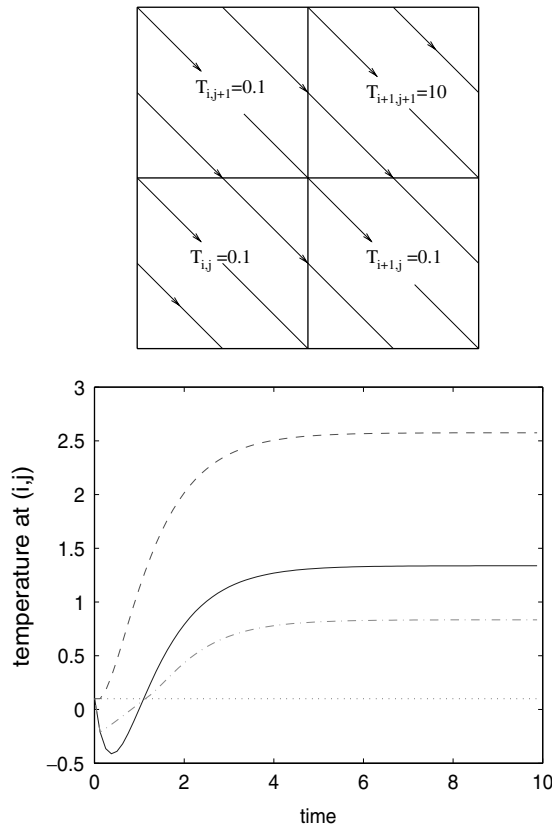 T_{i,j+1}=0.1
T_{i+1,j+1}=10
T_{i,j}=0.1
T_{i+1,j}=0.1
3
2.5
2
1.5
1
0.5
0
−0.5
temperature at (i,j)
0
2
4
6
8
10
time